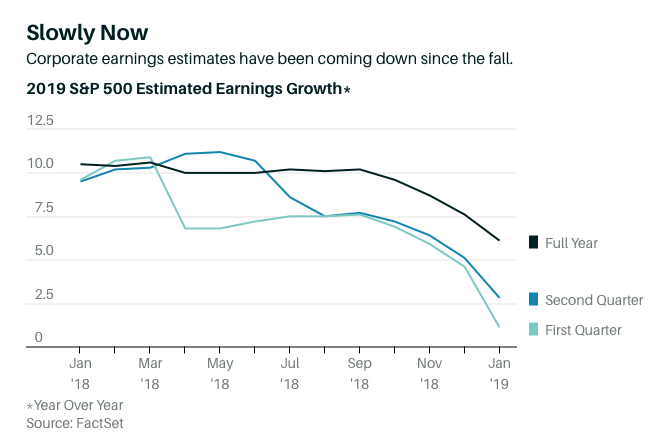 Slowly Now
Corporate earnings estimates have been coming down since the fall.
2019 S&P 500 Estimated Earnings Growth*
12.5
10.0
7.5
5.0
2.5
0
Full Year
Second Quarter
First Quarter
Jan Mar May Jul Sep Nov Jan
'18 '18 '18 '18 '18 '18 '19
*Year Over Year
Source: FactSet